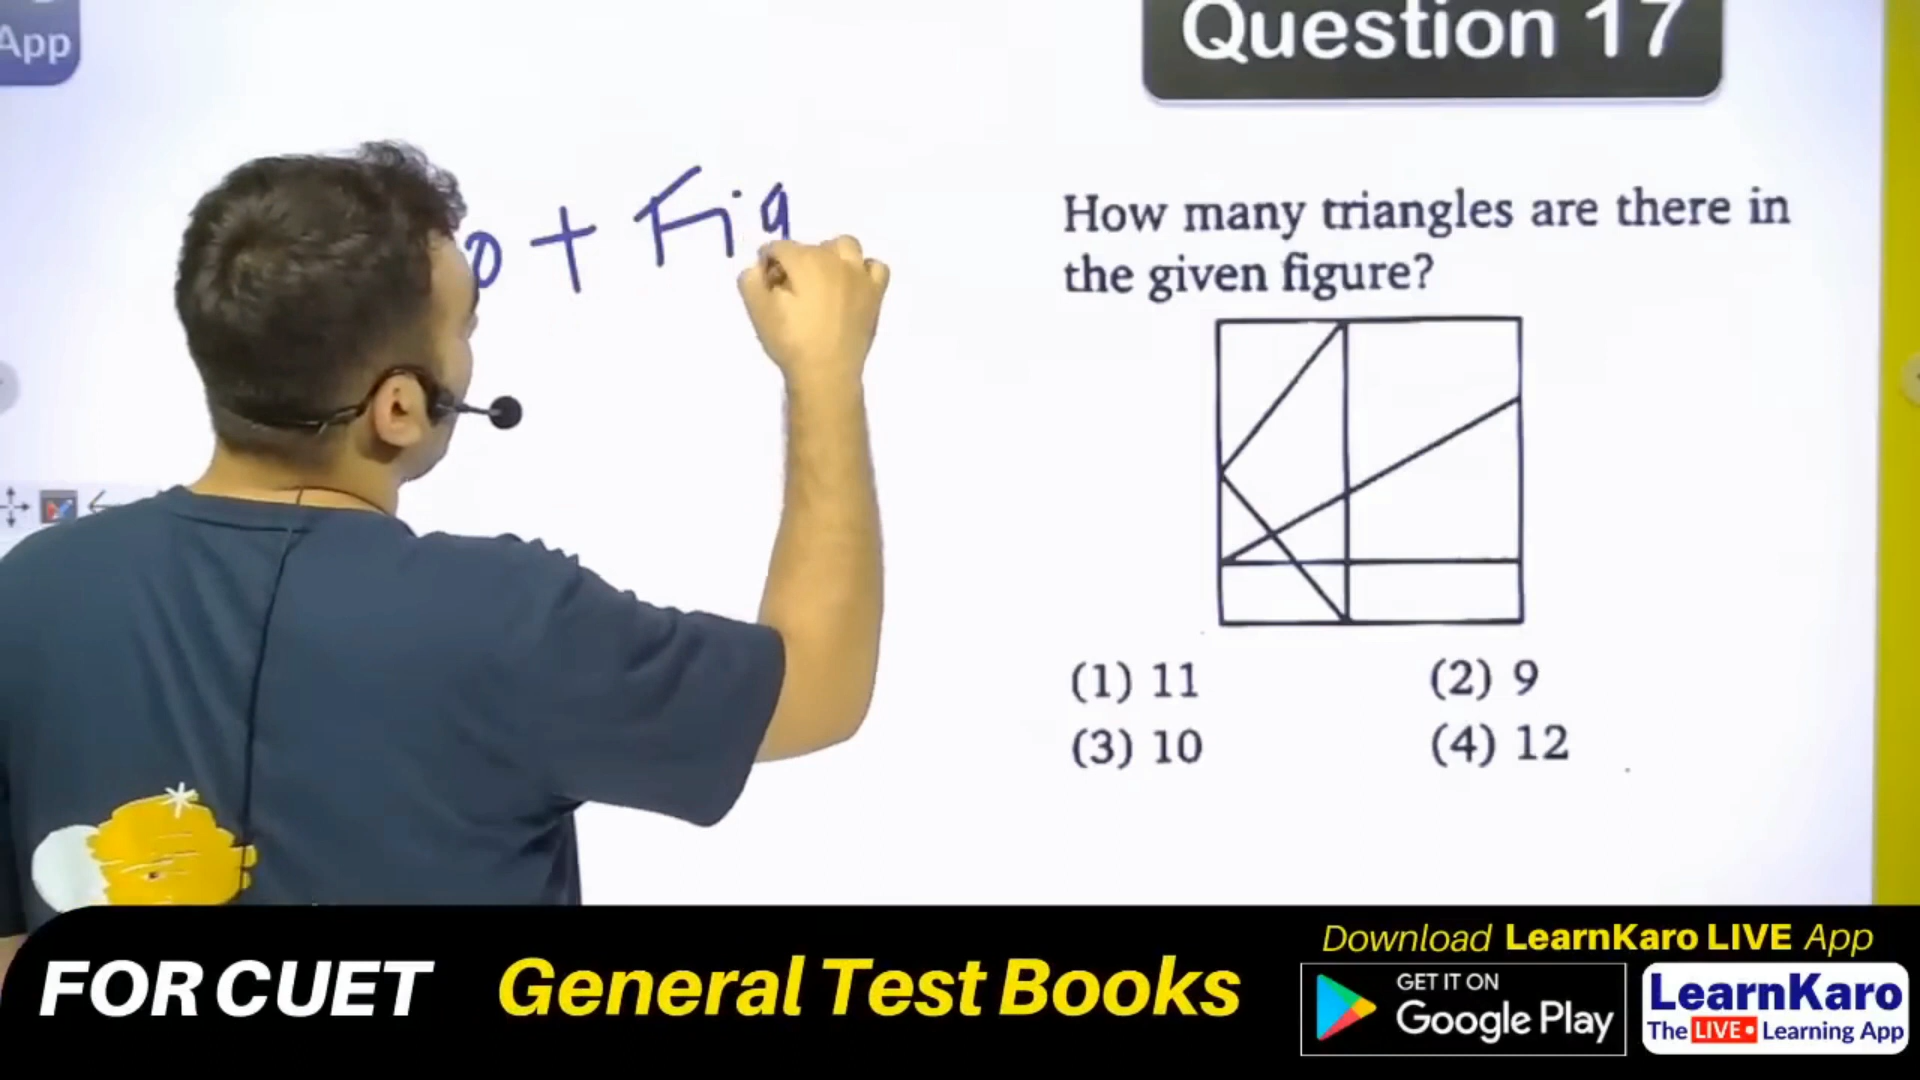 App
Question 17
+ Fig
How many triangles are there in
the given figure?
(1) 11
(2) 9
(3) 10
(4) 12
FOR CUET
General Test Books
Download LearnKaro LIVE App
GET IT ON
Google Play
LearnKaro
The LIVE Learning App